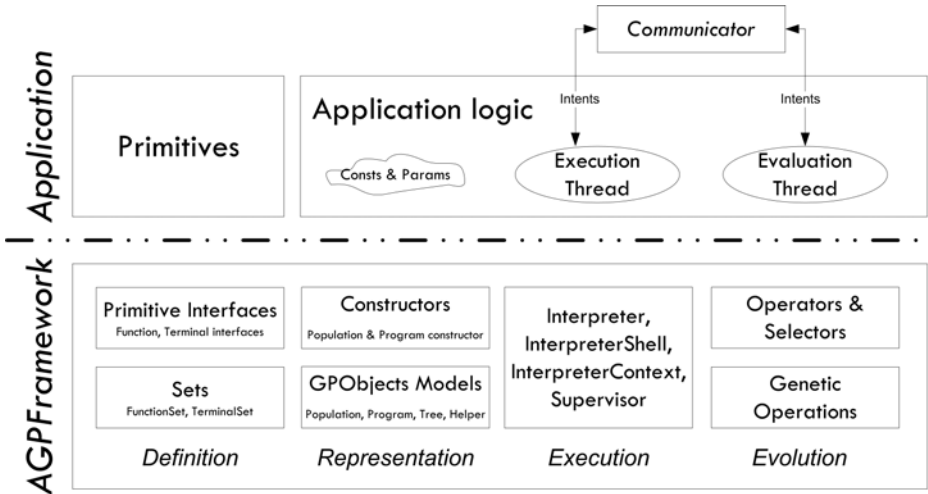 Application
Communicator
Primitives
Application logic
Intents
Intents
Consts & Params
Execution
Thread
Evaluation
Thread
AGPFramework
Primitive Interfaces
Function, Terminal interfaces
Sets
FunctionSet, TerminalSet
Definition
Constructors
Population & Program constructor
GPObjects Models
Population, Program, Tree, Helper
Representation
Interpreter,
InterpreterShell,
InterpreterContext,
Supervisor
Execution
Operators &
Selectors
Genetic
Operations
Evolution